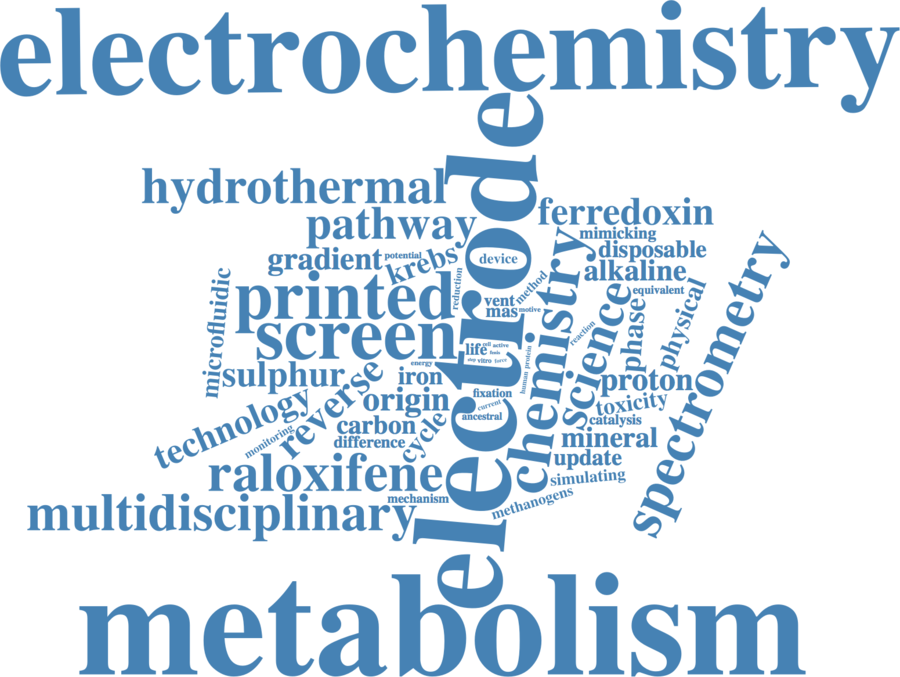 electrochemistry
electrode
hydrothermal
pathway
ferredoxin
mimicking
disposable
gradient
potential
krebs
device
alkaline
equivalent
reduction
method
printed
vent
mas
motive
microfluidic
screen
chemistry
science
phase
physical
spectrometry
life
cell
active
step
vitro
force
reaction
human
protein
energy
sulphur
iron
reverse
proton
fixation
origin
current
toxicity
technology
ancestral
carbon
catalysis
monitoring
difference
cycle
mineral
update
raloxifene
simulating
mechanism
methanogens
multidisciplinary
metabolism